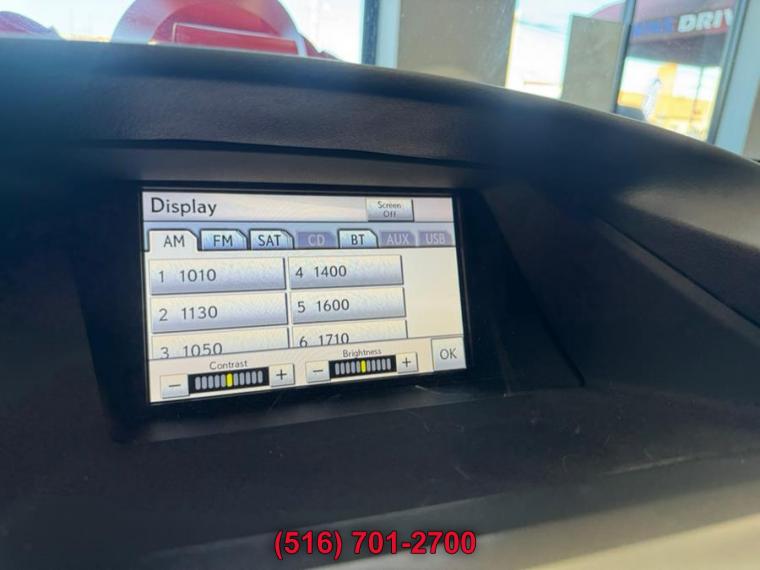 DRIV
Display
Screen
Off
AM FM SAT CD BT AUX USB
1 1010
4 1400
2 1130
5 1600
3 1050
6 1710
Contrast
Brightness
− +
− +
OK
(516) 701-2700